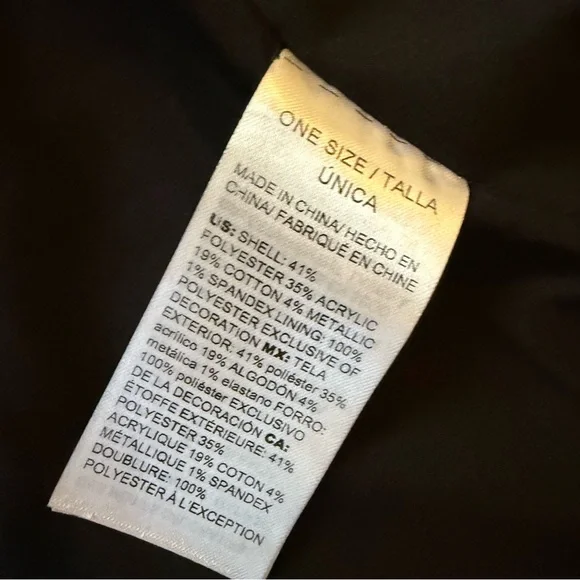 ONE SIZE / TALLA
ÚNICA
MADE IN CHINA/ HECHO EN
CHINA/ FABRIQUÉ EN CHINE
US: SHELL: 41%
POLYESTER 35% ACRYLIC
19% COTTON 4% METALLIC
1% SPANDEX LINING: 100%
POLYESTER EXCLUSIVE OF
DECORATION MX: TELA
EXTERIOR: 41% poliéster 35%
acrílico 19% ALGODÓN 4%
metálica 1% elastano FORRO:
100% poliéster EXCLUSIVO
DE LA DECORACIÓN CA:
ÉTOFFE EXTÉRIEURE: 41%
POLYESTER 35%
ACRYLIQUE 19% COTON 4%
MÉTALLIQUE 1% SPANDEX
DOUBLURE: 100%
POLYESTER À L'EXCEPTION